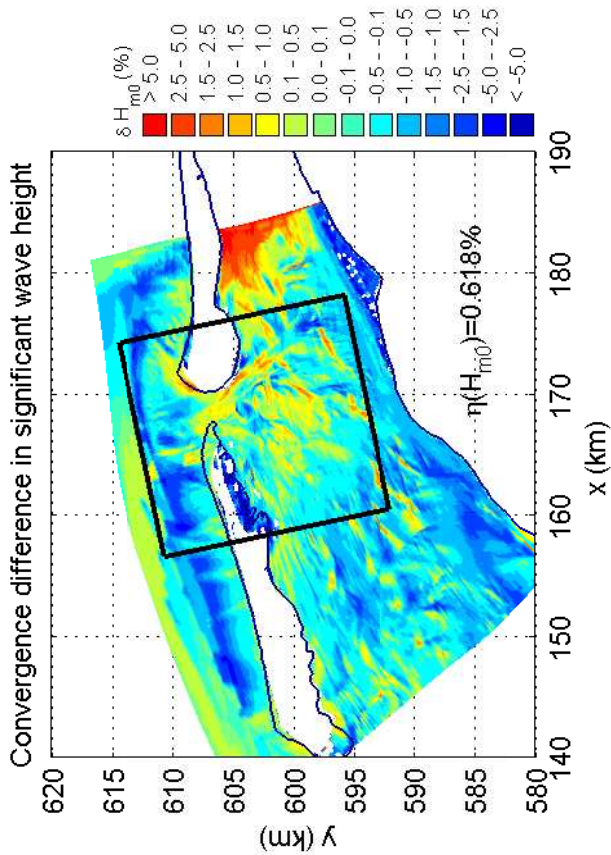 Convergence difference in significant wave height
δ H_m0 (%)
> 5.0
2.5 - 5.0
1.5 - 2.5
1.0 - 1.5
0.5 - 1.0
0.1 - 0.5
0.0 - 0.1
-0.1 - 0.0
-0.5 - -0.1
-1.0 - -0.5
-1.5 - -1.0
-2.5 - -1.5
-5.0 - -2.5
< -5.0
620
615
610
605
600
595
590
585
580
y (km)
η(H_m0)=0.618%
140 150 160 170 180 190
x (km)